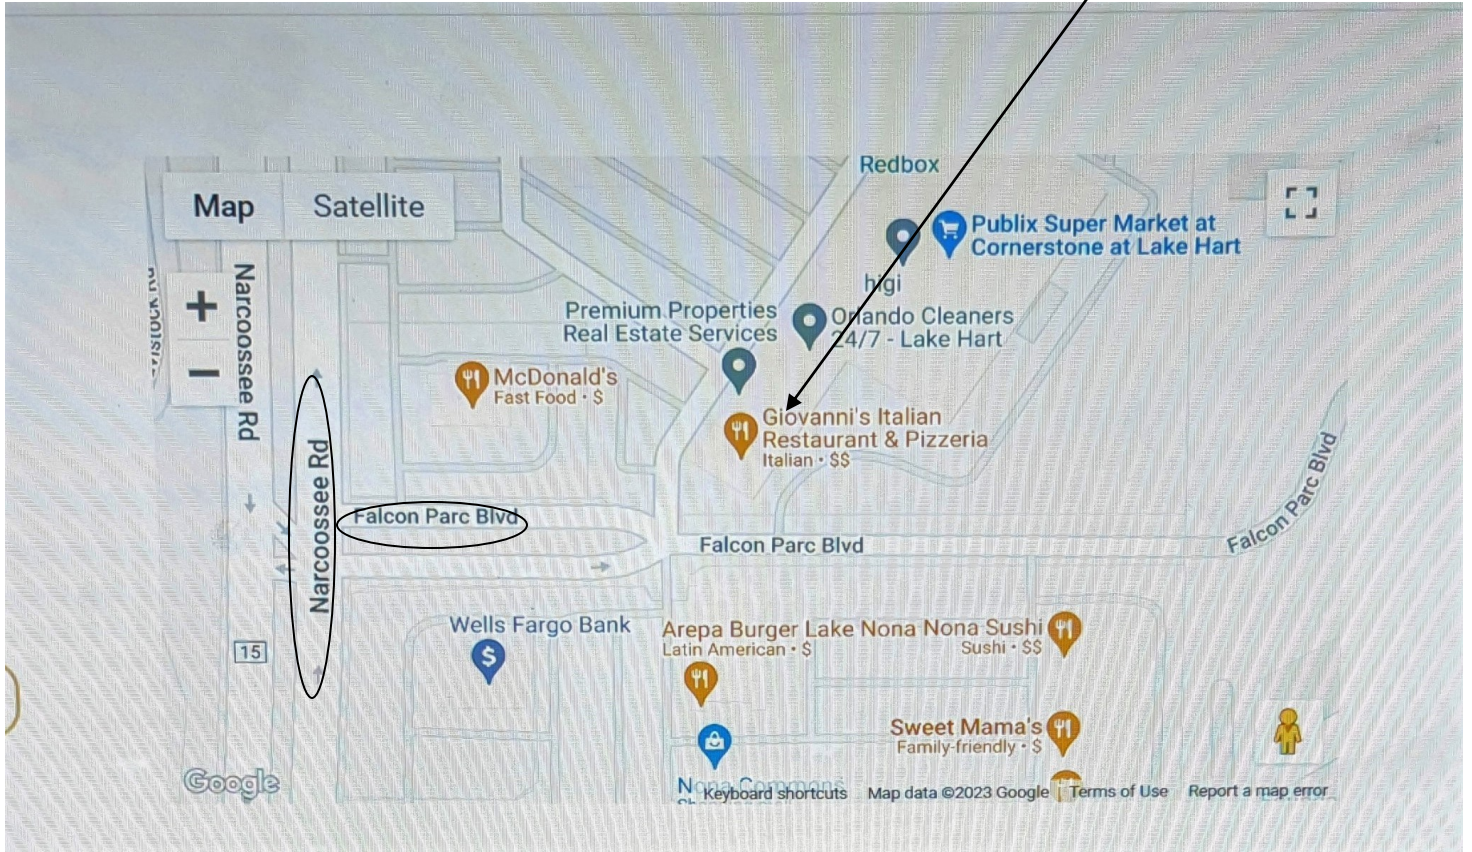 Redbox
Map
Satellite
Publix Super Market at
Cornerstone at Lake Hart
Narcoossee Rd
+
higi
Premium Properties
Real Estate Services
Orlando Cleaners
24/7 - Lake Hart
−
McDonald's
Fast Food · $
Giovanni's Italian
Restaurant & Pizzeria
Italian · $$
Narcoossee Rd
Falcon Parc Blvd
Falcon Parc Blvd
Falcon Parc Blvd
Wells Fargo Bank
$
Arepa Burger Lake Nona
Latin American · $
Nona Sushi
Sushi · $$
15
Sweet Mama's
Family-friendly · $
Google
Nona Commons
Keyboard shortcuts
Map data ©2023 Google
Terms of Use
Report a map error